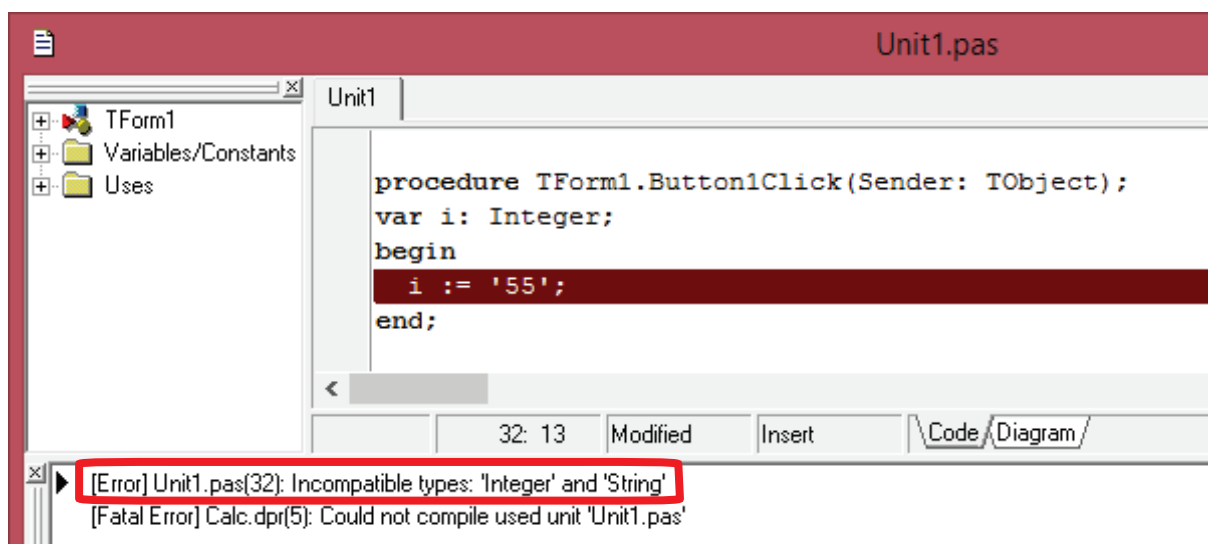 Unit1.pas
TForm1
Variables/Constants
Uses
Unit1
procedure TForm1.Button1Click(Sender: TObject);
var i: Integer;
begin
i := '55';
end;
32: 13 Modified Insert Code Diagram
[Error] Unit1.pas(32): Incompatible types: 'Integer' and 'String'
[Fatal Error] Calc.dpr(5): Could not compile used unit 'Unit1.pas'